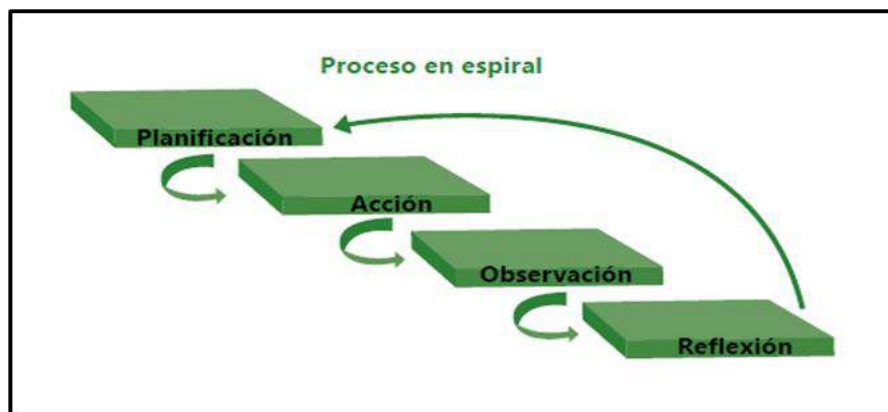 Proceso en espiral
Planificación
Acción
Observación
Reflexión